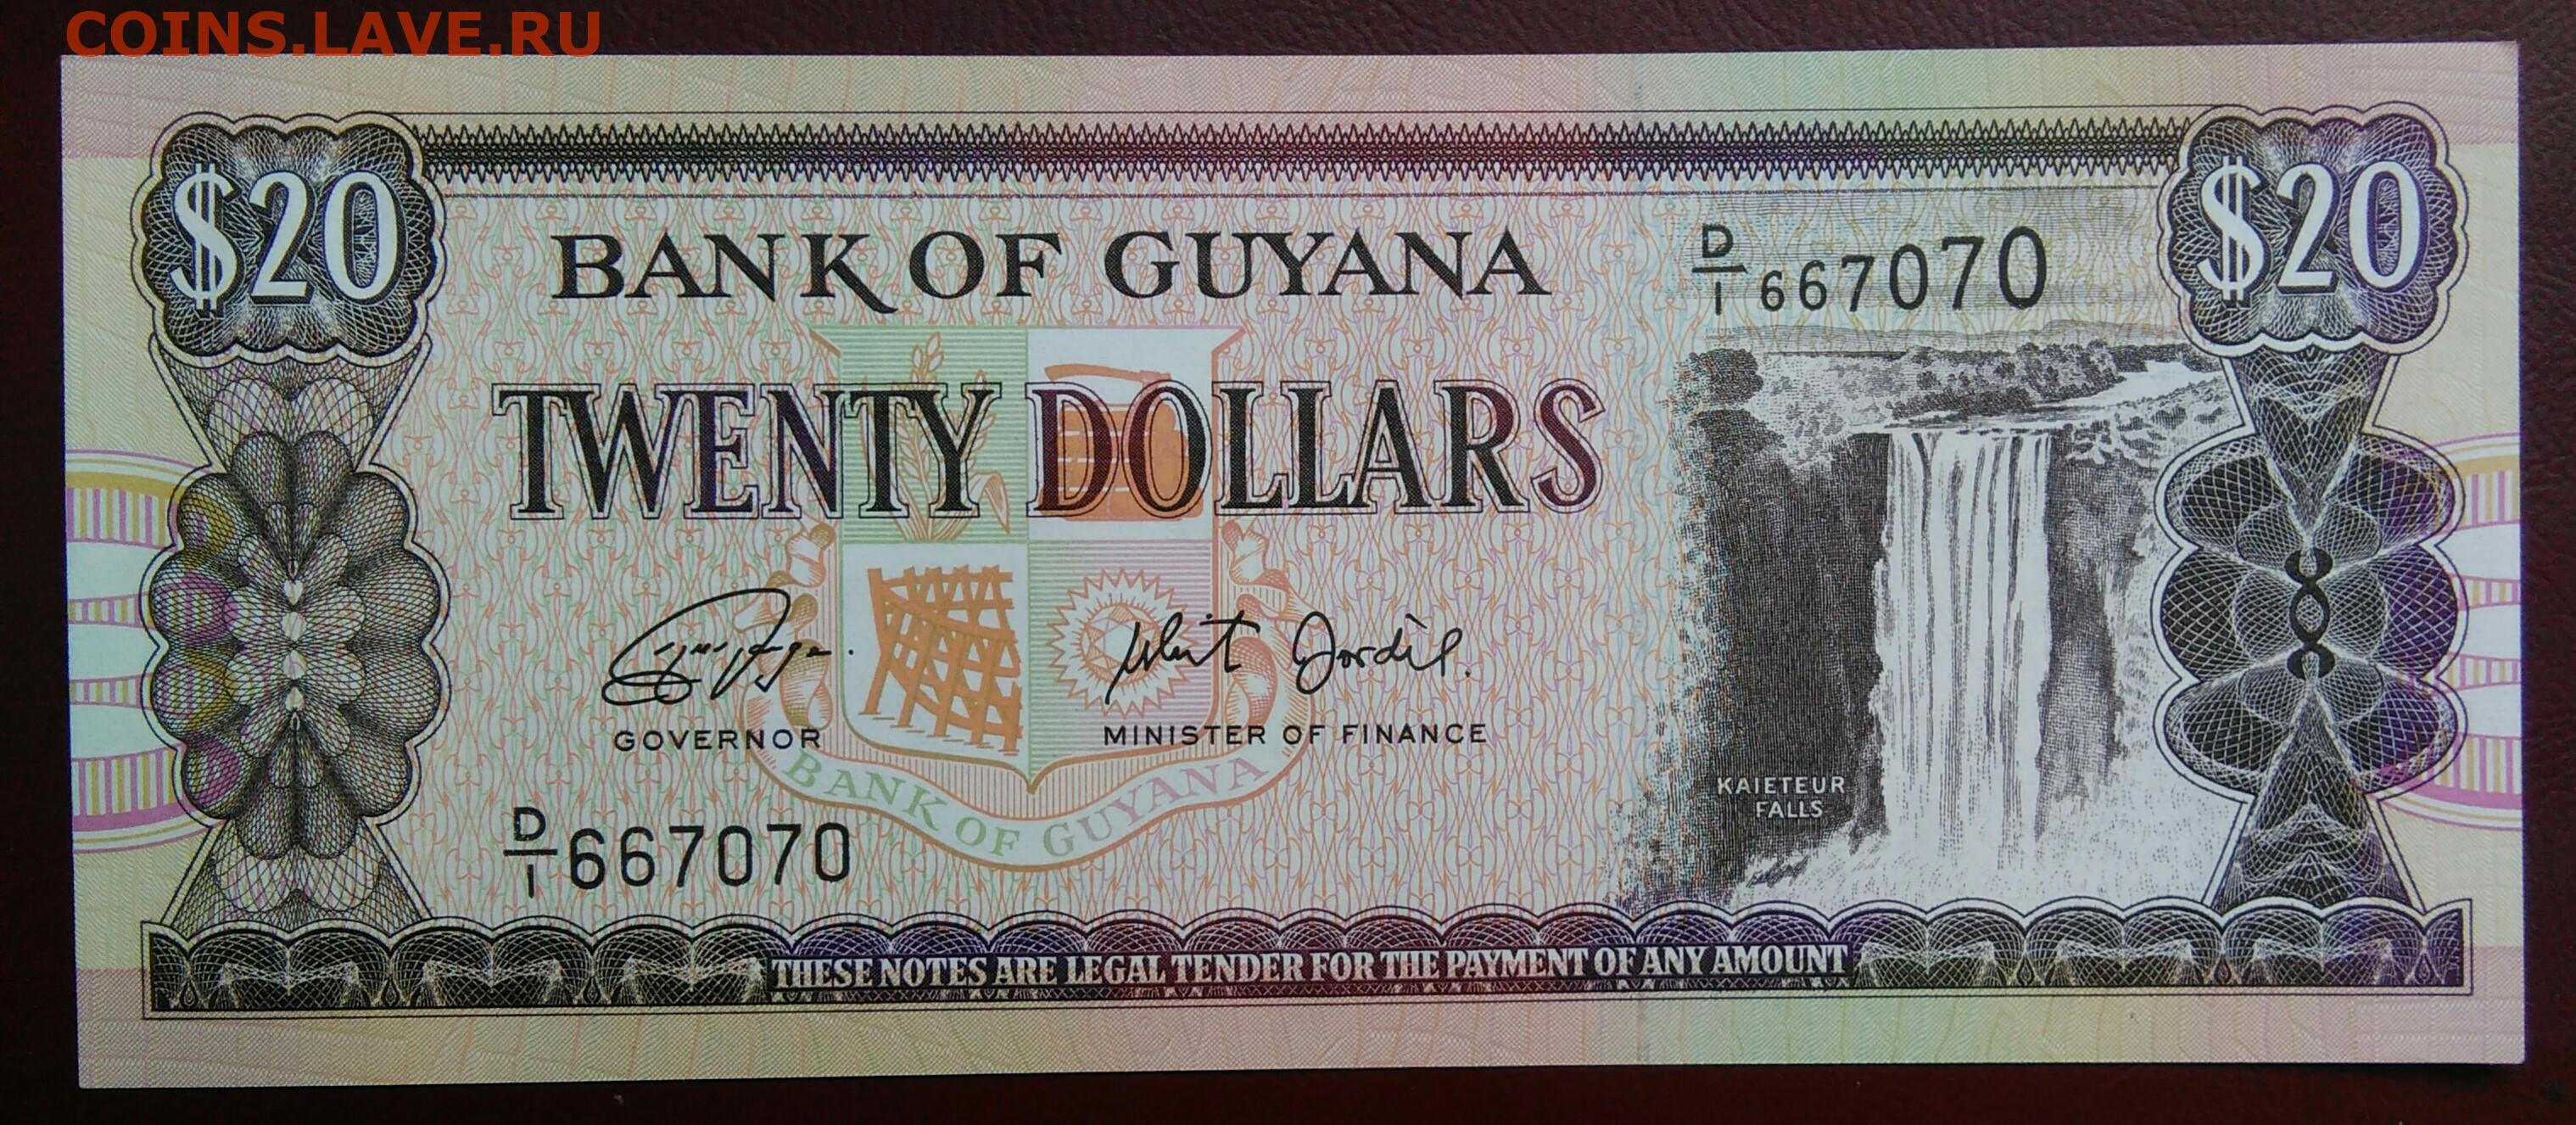 COINS.LAVE.RU
$20
$20
BANK OF GUYANA
D/1 667070
TWENTY DOLLARS
GOVERNOR
MINISTER OF FINANCE
KAIETEUR
FALLS
BANK OF GUYANA
D/1 667070
THESE NOTES ARE LEGAL TENDER FOR THE PAYMENT OF ANY AMOUNT